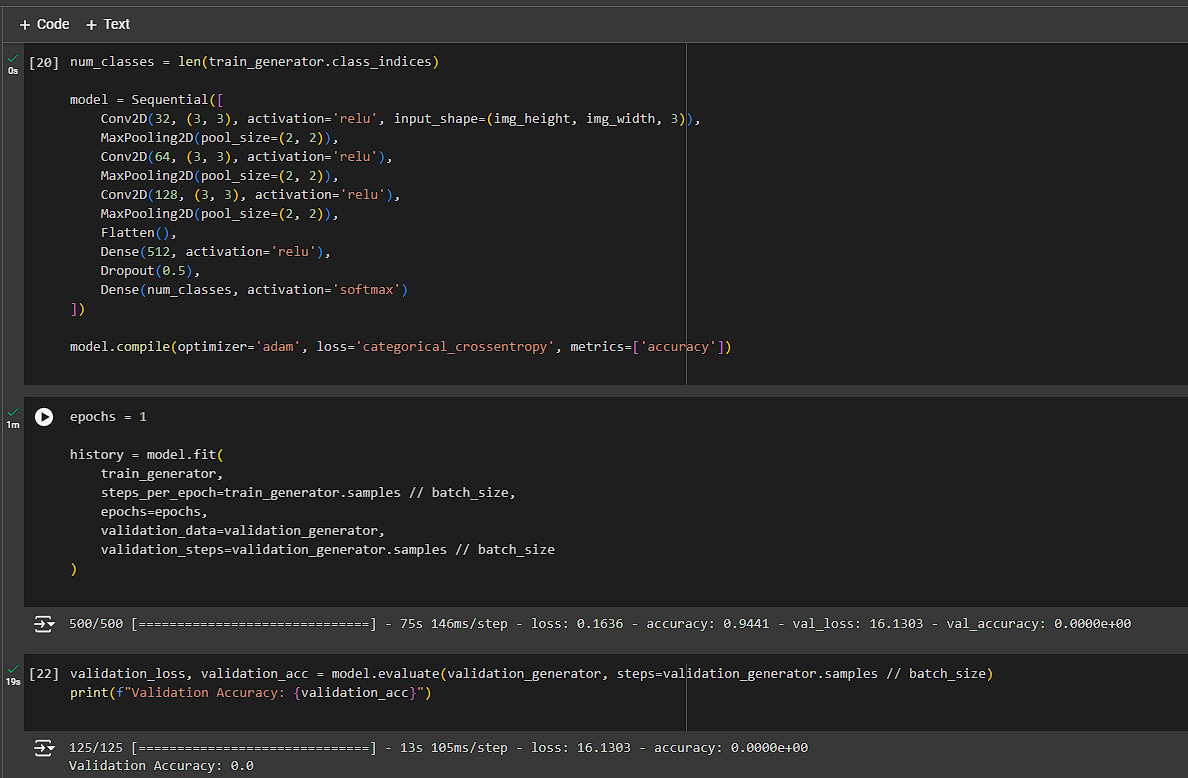 + Code + Text
0s
[20] num_classes = len(train_generator.class_indices)
model = Sequential([
Conv2D(32, (3, 3), activation='relu', input_shape=(img_height, img_width, 3)),
MaxPooling2D(pool_size=(2, 2)),
Conv2D(64, (3, 3), activation='relu'),
MaxPooling2D(pool_size=(2, 2)),
Conv2D(128, (3, 3), activation='relu'),
MaxPooling2D(pool_size=(2, 2)),
Flatten(),
Dense(512, activation='relu'),
Dropout(0.5),
Dense(num_classes, activation='softmax')
])
model.compile(optimizer='adam', loss='categorical_crossentropy', metrics=['accuracy'])
1m
epochs = 1
history = model.fit(
train_generator,
steps_per_epoch=train_generator.samples // batch_size,
epochs=epochs,
validation_data=validation_generator,
validation_steps=validation_generator.samples // batch_size
)
500/500 [==============================] - 75s 146ms/step - loss: 0.1636 - accuracy: 0.9441 - val_loss: 16.1303 - val_accuracy: 0.0000e+00
19s
[22] validation_loss, validation_acc = model.evaluate(validation_generator, steps=validation_generator.samples // batch_size)
print(f"Validation Accuracy: {validation_acc}")
125/125 [==============================] - 13s 105ms/step - loss: 16.1303 - accuracy: 0.0000e+00
Validation Accuracy: 0.0